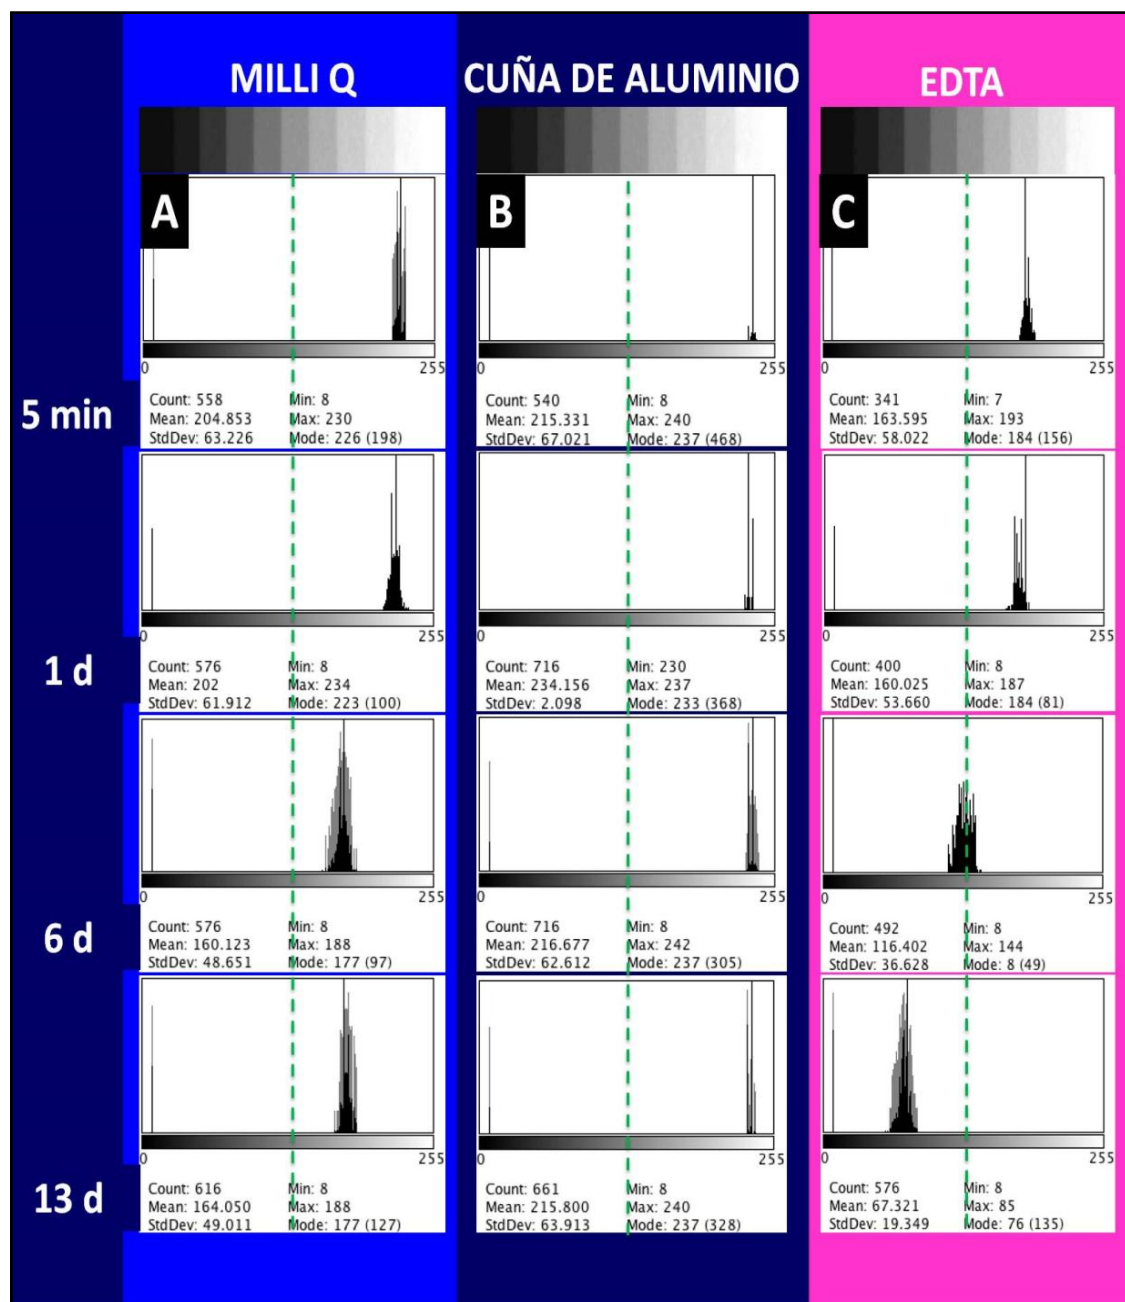 MILLI Q
CUÑA DE ALUMINIO
EDTA
A
B
C
5 min
0 255
Count: 558 Min: 8
Mean: 204.853 Max: 230
StdDev: 63.226 Mode: 226 (198)
0 255
Count: 540 Min: 8
Mean: 215.331 Max: 240
StdDev: 67.021 Mode: 237 (468)
0 255
Count: 341 Min: 7
Mean: 163.595 Max: 193
StdDev: 58.022 Mode: 184 (156)
1 d
0 255
Count: 576 Min: 8
Mean: 202 Max: 234
StdDev: 61.912 Mode: 223 (100)
0 255
Count: 716 Min: 230
Mean: 234.156 Max: 237
StdDev: 2.098 Mode: 233 (368)
0 255
Count: 400 Min: 8
Mean: 160.025 Max: 187
StdDev: 53.660 Mode: 184 (81)
6 d
0 255
Count: 576 Min: 8
Mean: 160.123 Max: 188
StdDev: 48.651 Mode: 177 (97)
0 255
Count: 716 Min: 8
Mean: 216.677 Max: 242
StdDev: 62.612 Mode: 237 (305)
0 255
Count: 492 Min: 8
Mean: 116.402 Max: 144
StdDev: 36.628 Mode: 8 (49)
13 d
0 255
Count: 616 Min: 8
Mean: 164.050 Max: 188
StdDev: 49.011 Mode: 177 (127)
0 255
Count: 661 Min: 8
Mean: 215.800 Max: 240
StdDev: 63.913 Mode: 237 (328)
0 255
Count: 576 Min: 8
Mean: 67.321 Max: 85
StdDev: 19.349 Mode: 76 (135)